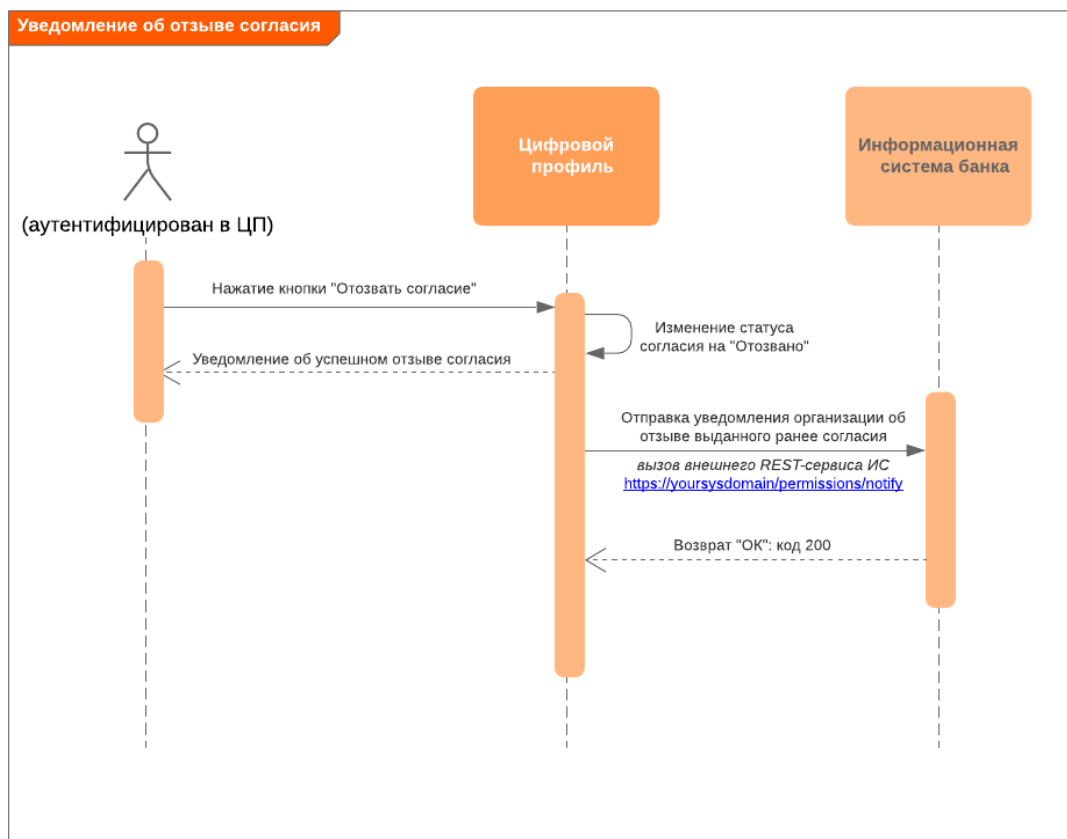 Уведомление об отзыве согласия
Цифровой
профиль
Информационная
система банка
(аутентифицирован в ЦП)
Нажатие кнопки "Отозвать согласие"
Изменение статуса
согласия на "Отозвано"
Уведомление об успешном отзыве согласия
Отправка уведомления организации об
отзыве выданного ранее согласия
вызов внешнего REST-сервиса ИС
https://yoursysdomain/permissions/notify
Возврат "ОК": код 200